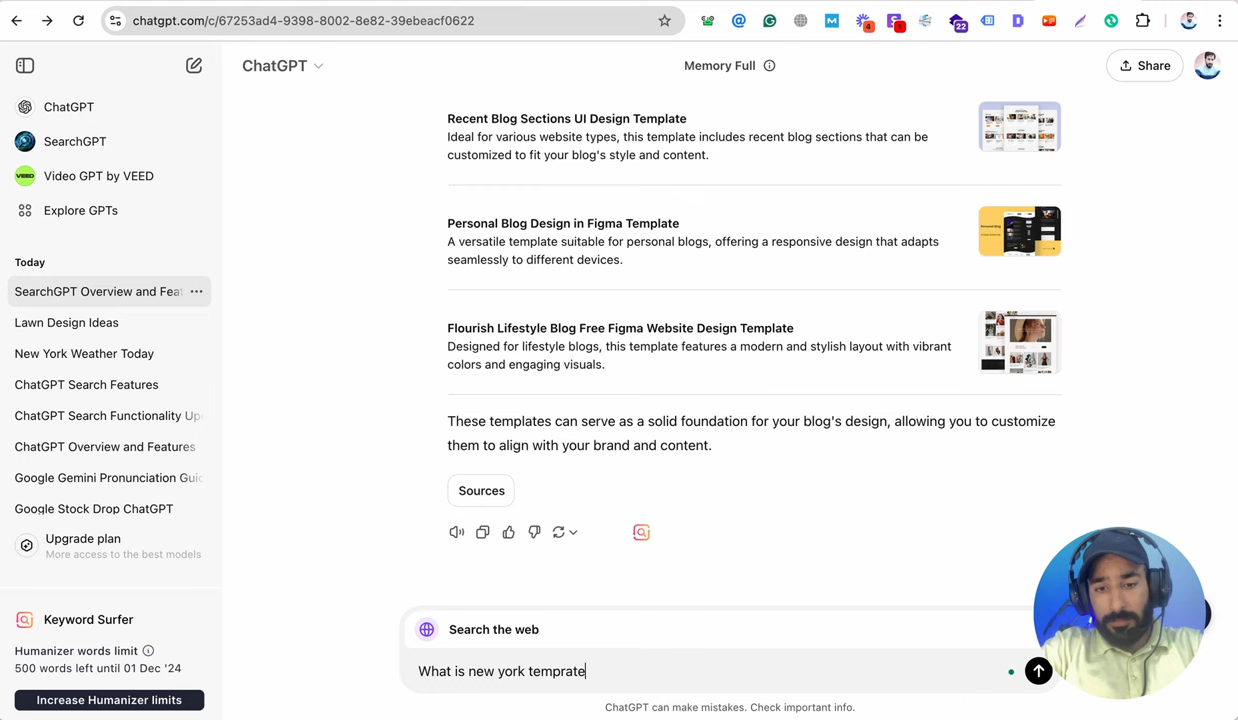 chatgpt.com/c/67253ad4-9398-8002-8e82-39ebeacf0622
4
1
22
ChatGPT
Memory Full
Share
ChatGPT
SearchGPT
VEED
Video GPT by VEED
Explore GPTs
Today
SearchGPT Overview and Feat
Lawn Design Ideas
New York Weather Today
ChatGPT Search Features
ChatGPT Search Functionality Up
ChatGPT Overview and Features
Google Gemini Pronunciation Gui
Google Stock Drop ChatGPT
Upgrade plan
More access to the best models
Keyword Surfer
Humanizer words limit
500 words left until 01 Dec '24
Increase Humanizer limits
Recent Blog Sections UI Design Template
Ideal for various website types, this template includes recent blog sections that can be
customized to fit your blog's style and content.
Personal Blog Design in Figma Template
A versatile template suitable for personal blogs, offering a responsive design that adapts
seamlessly to different devices.
Flourish Lifestyle Blog Free Figma Website Design Template
Designed for lifestyle blogs, this template features a modern and stylish layout with vibrant
colors and engaging visuals.
These templates can serve as a solid foundation for your blog's design, allowing you to customize
them to align with your brand and content.
Sources
Search the web
What is new york temprate
ChatGPT can make mistakes. Check important info.